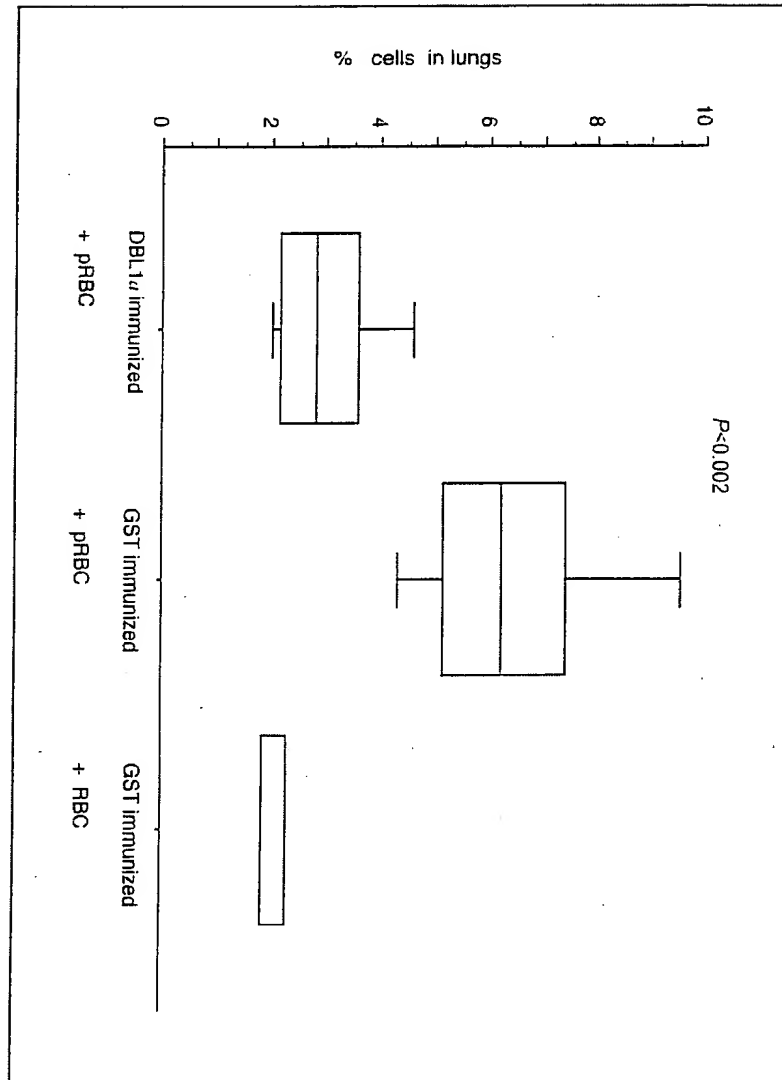 % cells in lungs
10
8
6
4
2
0
P<0.002
DBL1α immunized
+ pRBC
GST immunized
+ pRBC
GST immunized
+ RBC